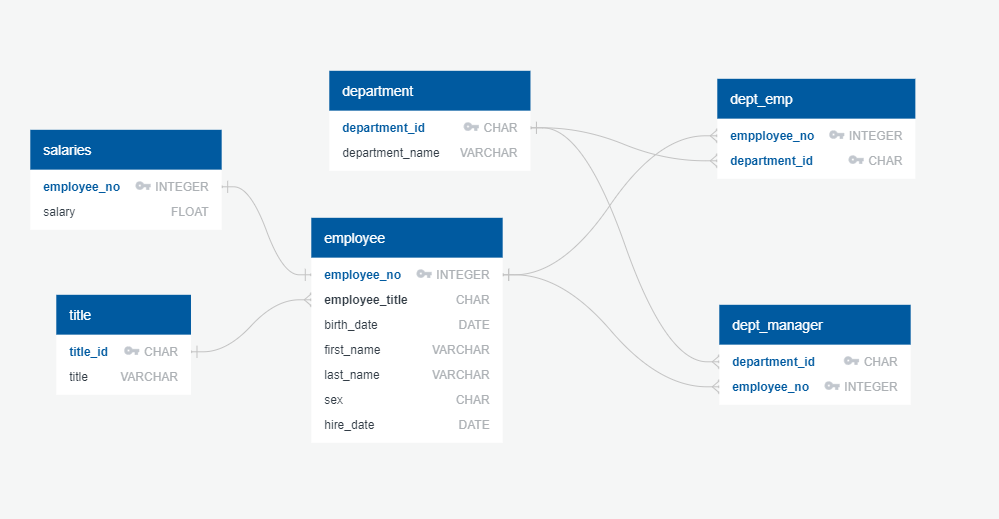 salaries
employee_no INTEGER
salary FLOAT
title
title_id CHAR
title VARCHAR
department
department_id CHAR
department_name VARCHAR
employee
employee_no INTEGER
employee_title CHAR
birth_date DATE
first_name VARCHAR
last_name VARCHAR
sex CHAR
hire_date DATE
dept_emp
empployee_no INTEGER
department_id CHAR
dept_manager
department_id CHAR
employee_no INTEGER